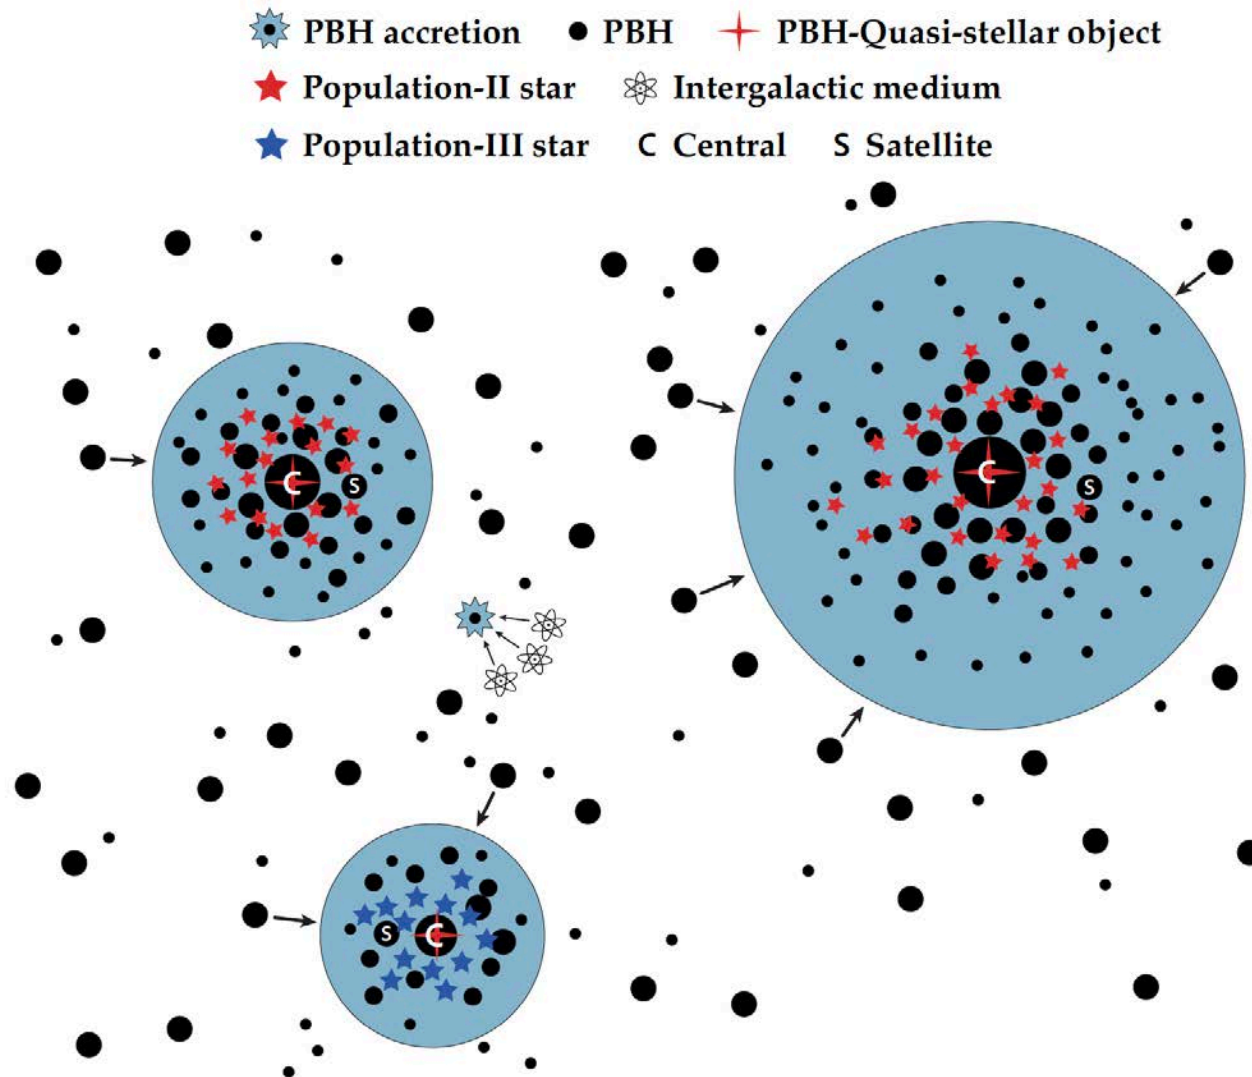 PBH accretion PBH PBH-Quasi-stellar object
Population-II star Intergalactic medium
Population-III star C Central S Satellite
C
S
C
S
S
C